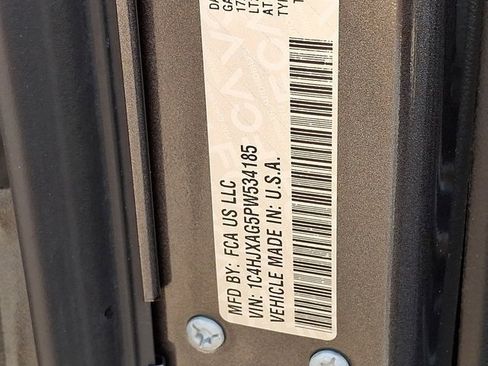 MFD BY: FCA US LLC
VIN: 1C4HJXAG5PW534185
VEHICLE MADE IN: U.S.A.